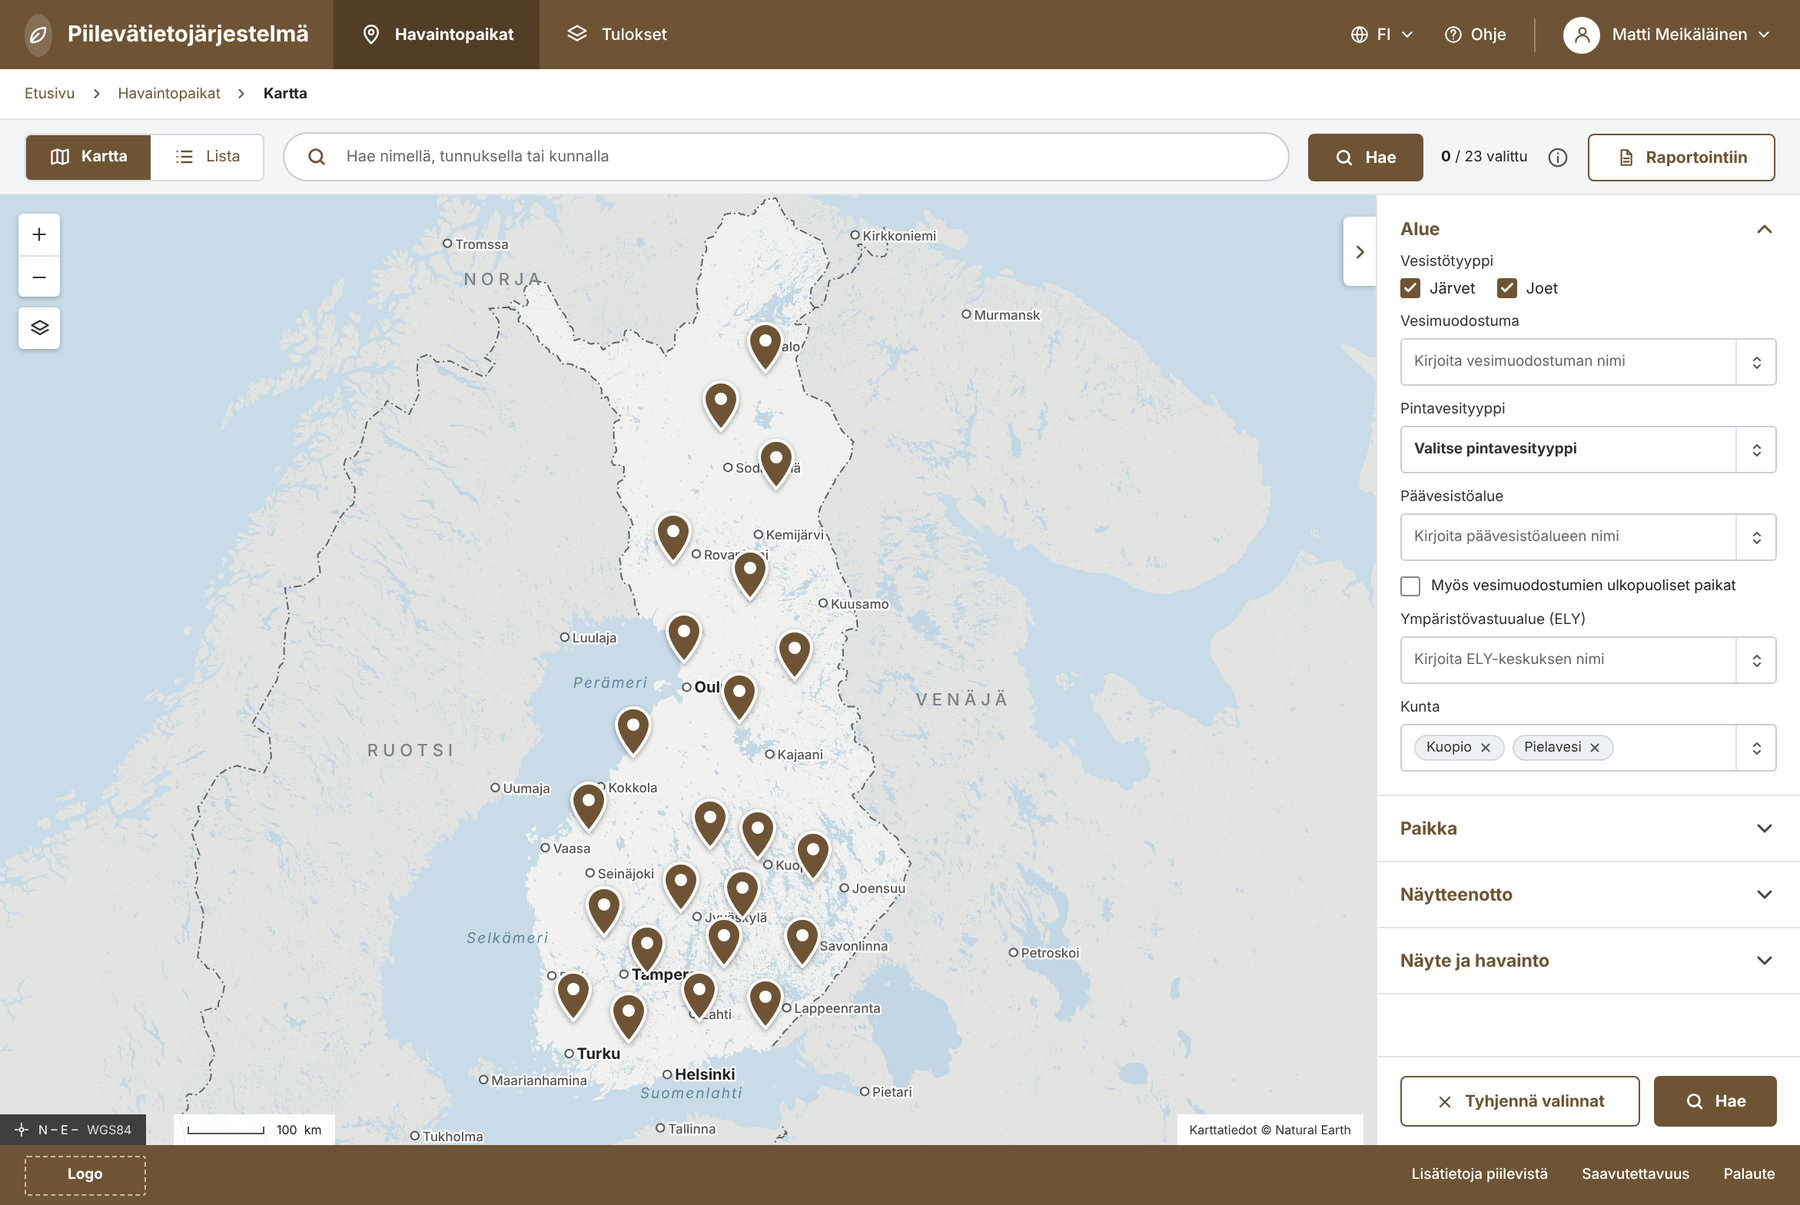 Piilevätietojärjestelmä
Havaintopaikat
Tulokset
FI
Ohje
Matti Meikäläinen
Etusivu
Havaintopaikat
Kartta
Kartta
Lista
Hae nimellä, tunnuksella tai kunnalla
Hae
0 / 23 valittu
Raportointiin
Tromssa
Kirkkoniemi
NORJA
Murmansk
Kemijärvi
Kuusamo
Luulaja
Perämeri
VENÄJÄ
RUOTSI
Kajaani
Uumaja
Kokkola
Vaasa
Seinäjoki
Joensuu
Jyväskylä
Selkämeri
Savonlinna
Petroskoi
Tampere
Lahti
Lappeenranta
Turku
Helsinki
Maarianhamina
Suomenlahti
Pietari
Tallinna
Tukholma
N – E – WGS84
100 km
Karttatiedot © Natural Earth
Alue
Vesistötyyppi
Järvet
Joet
Vesimuodostuma
Kirjoita vesimuodostuman nimi
Pintavesityyppi
Valitse pintavesityyppi
Päävesistöalue
Kirjoita päävesistöalueen nimi
Myös vesimuodostumien ulkopuoliset paikat
Ympäristövastuualue (ELY)
Kirjoita ELY-keskuksen nimi
Kunta
Kuopio
Pielavesi
Paikka
Näytteenotto
Näyte ja havainto
Tyhjennä valinnat
Hae
Logo
Lisätietoja piilevistä
Saavutettavuus
Palaute